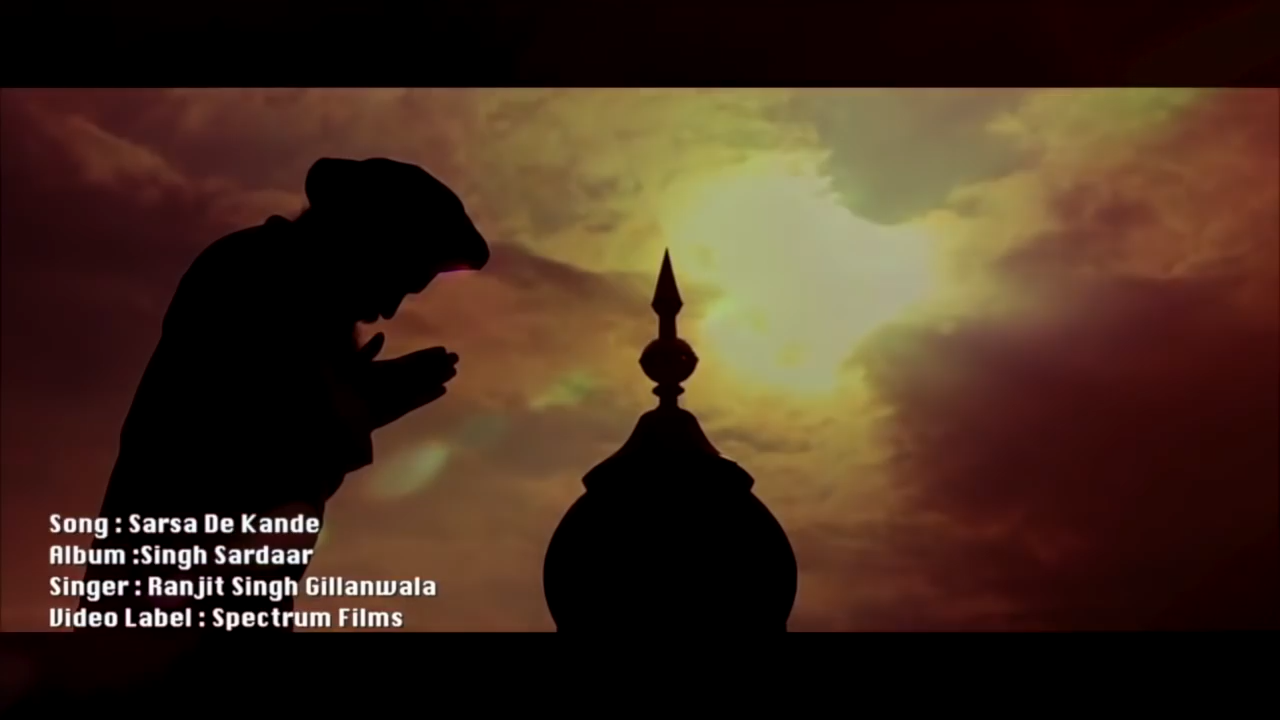 Song : Sarsa De Kande
Album :Singh Sardaar
Singer : Ranjit Singh Gillanwala
Video Label : Spectrum Films